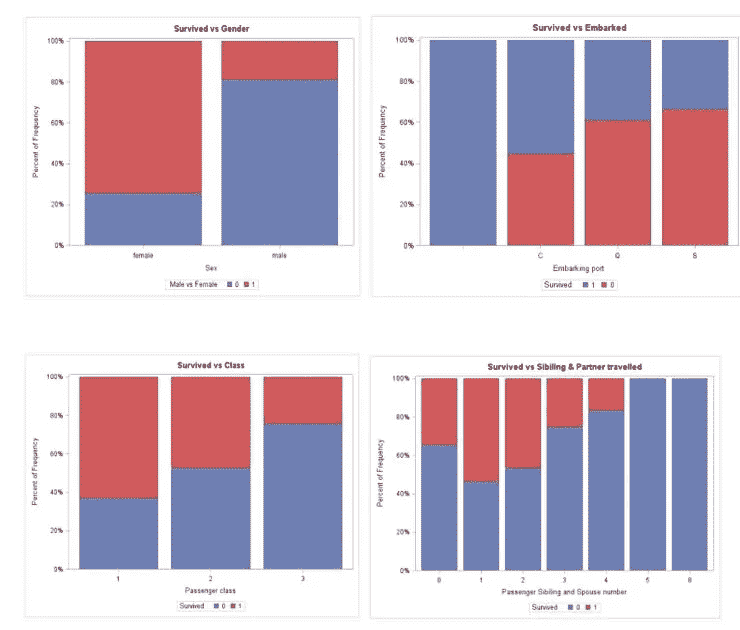 Survived vs Gender
100%
80%
60%
40%
20%
0%
Percent of Frequency
female male
Sex
Male vs Female 0 1
Survived vs Embarked
100%
80%
60%
40%
20%
0%
Percent of Frequency
C Q S
Embarking port
Survived 1 0
Survived vs Class
100%
80%
60%
40%
20%
0%
Percent of Frequency
1 2 3
Passenger class
Survived 0 1
Survived vs Sibiling & Partner travelled
100%
80%
60%
40%
20%
0%
Percent of Frequency
0 1 2 3 4 5 8
Passenger Sibiling and Spouse number
Survived 0 1